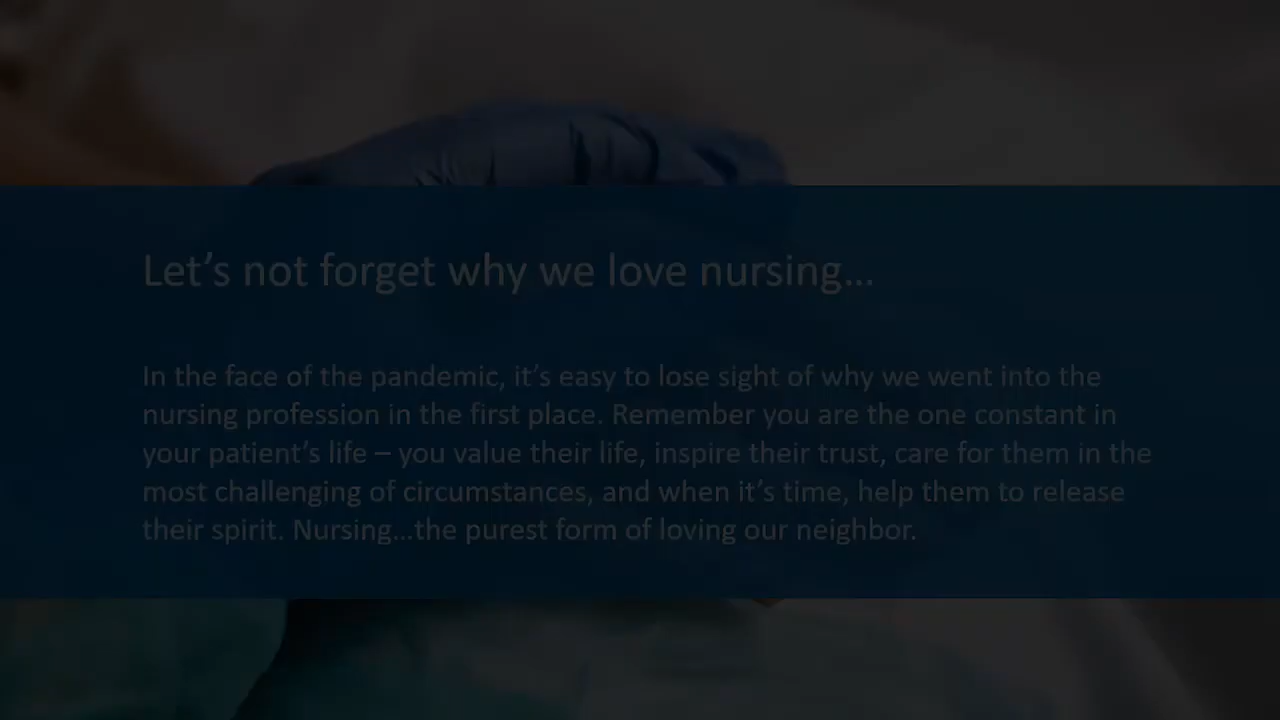 Let’s not forget why we love nursing…
In the face of the pandemic, it’s easy to lose sight of why we went into the
nursing profession in the first place. Remember you are the one constant in
your patient’s life – you value their life, inspire their trust, care for them in the
most challenging of circumstances, and when it’s time, help them to release
their spirit. Nursing…the purest form of loving our neighbor.